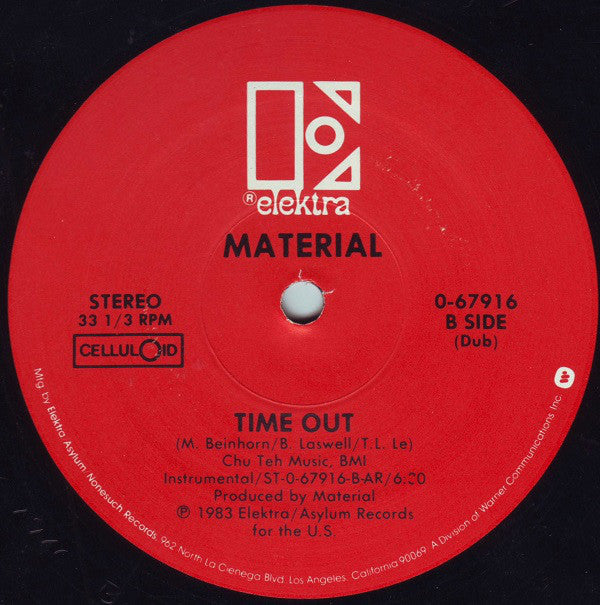 ® elektra
MATERIAL
STEREO
33 1/3 RPM
CELLULOID
0-67916
B SIDE
(Dub)
TIME OUT
(M. Beinhorn/B. Laswell/T.L. Le)
Chu Teh Music, BMI
Instrumental/ST-0-67916-B-AR/6:20
Produced by Material
℗ 1983 Elektra/Asylum Records
for the U.S.
Mfg by Elektra Asylum Nonesuch Records, 962 North La Cienega Blvd. Los Angeles, California 90069. A Division of Warner Communications Inc.